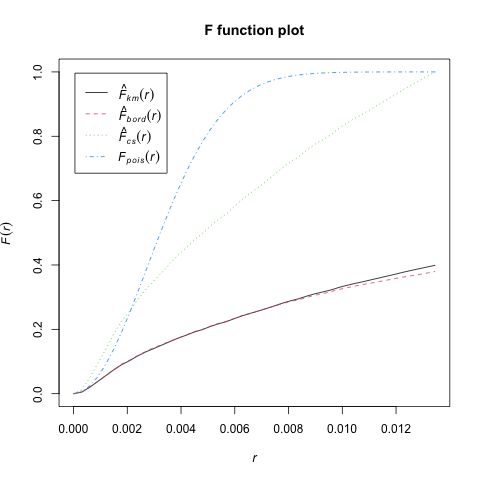 F function plot
F̂km(r)
F̂bord(r)
F̂cs(r)
Fpois(r)
F(r)
1.0
0.8
0.6
0.4
0.2
0.0
0.000 0.002 0.004 0.006 0.008 0.010 0.012
r